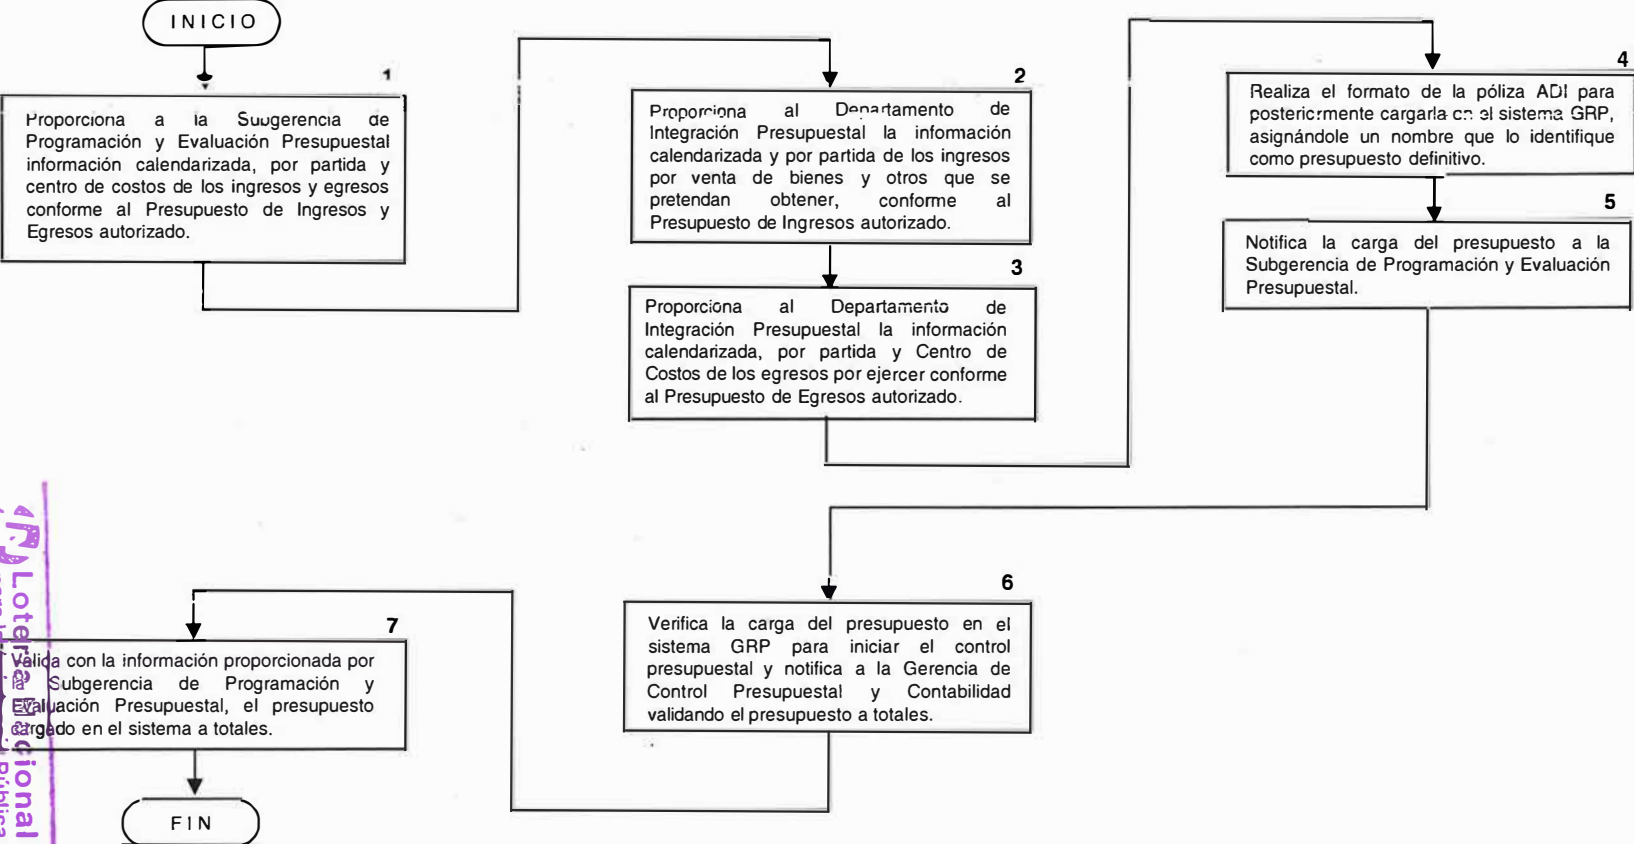 INICIO
1
Proporciona a la Subgerencia de
Programación y Evaluación Presupuestal
información calendarizada, por partida y
centro de costos de los ingresos y egresos
conforme al Presupuesto de Ingresos y
Egresos autorizado.
2
Proporciona al Departamento de
Integración Presupuestal la información
calendarizada y por partida de los ingresos
por venta de bienes y otros que se
pretendan obtener, conforme al
Presupuesto de Ingresos autorizado.
3
Proporciona al Departamento de
Integración Presupuestal la información
calendarizada, por partida y Centro de
Costos de los egresos por ejercer conforme
al Presupuesto de Egresos autorizado.
4
Realiza el formato de la póliza ADI para
posteriormente cargarla en el sistema GRP,
asignándole un nombre que lo identifique
como presupuesto definitivo.
5
Notifica la carga del presupuesto a la
Subgerencia de Programación y Evaluación
Presupuestal.
6
Verifica la carga del presupuesto en el
sistema GRP para iniciar el control
presupuestal y notifica a la Gerencia de
Control Presupuestal y Contabilidad
validando el presupuesto a totales.
7
Valida con la información proporcionada por
la Subgerencia de Programación y
Evaluación Presupuestal, el presupuesto
cargado en el sistema a totales.
FIN
Lotería Nacional
Pública